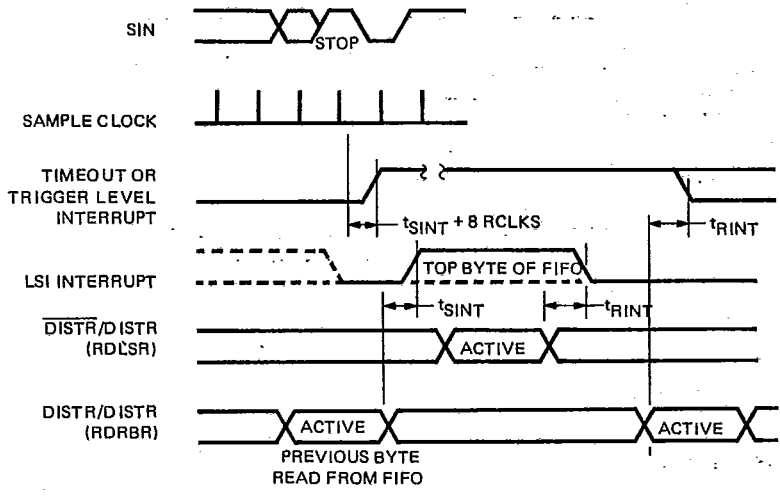 SIN
STOP
SAMPLE CLOCK
TIMEOUT OR
TRIGGER LEVEL
INTERRUPT
tSINT + 8 RCLKS
tRINT
LSI INTERRUPT
TOP BYTE OF FIFO
tSINT
tRINT
DISTR/DISTR
(RDLSR)
ACTIVE
DISTR/DISTR
(RDRBR)
ACTIVE
ACTIVE
PREVIOUS BYTE
READ FROM FIFO